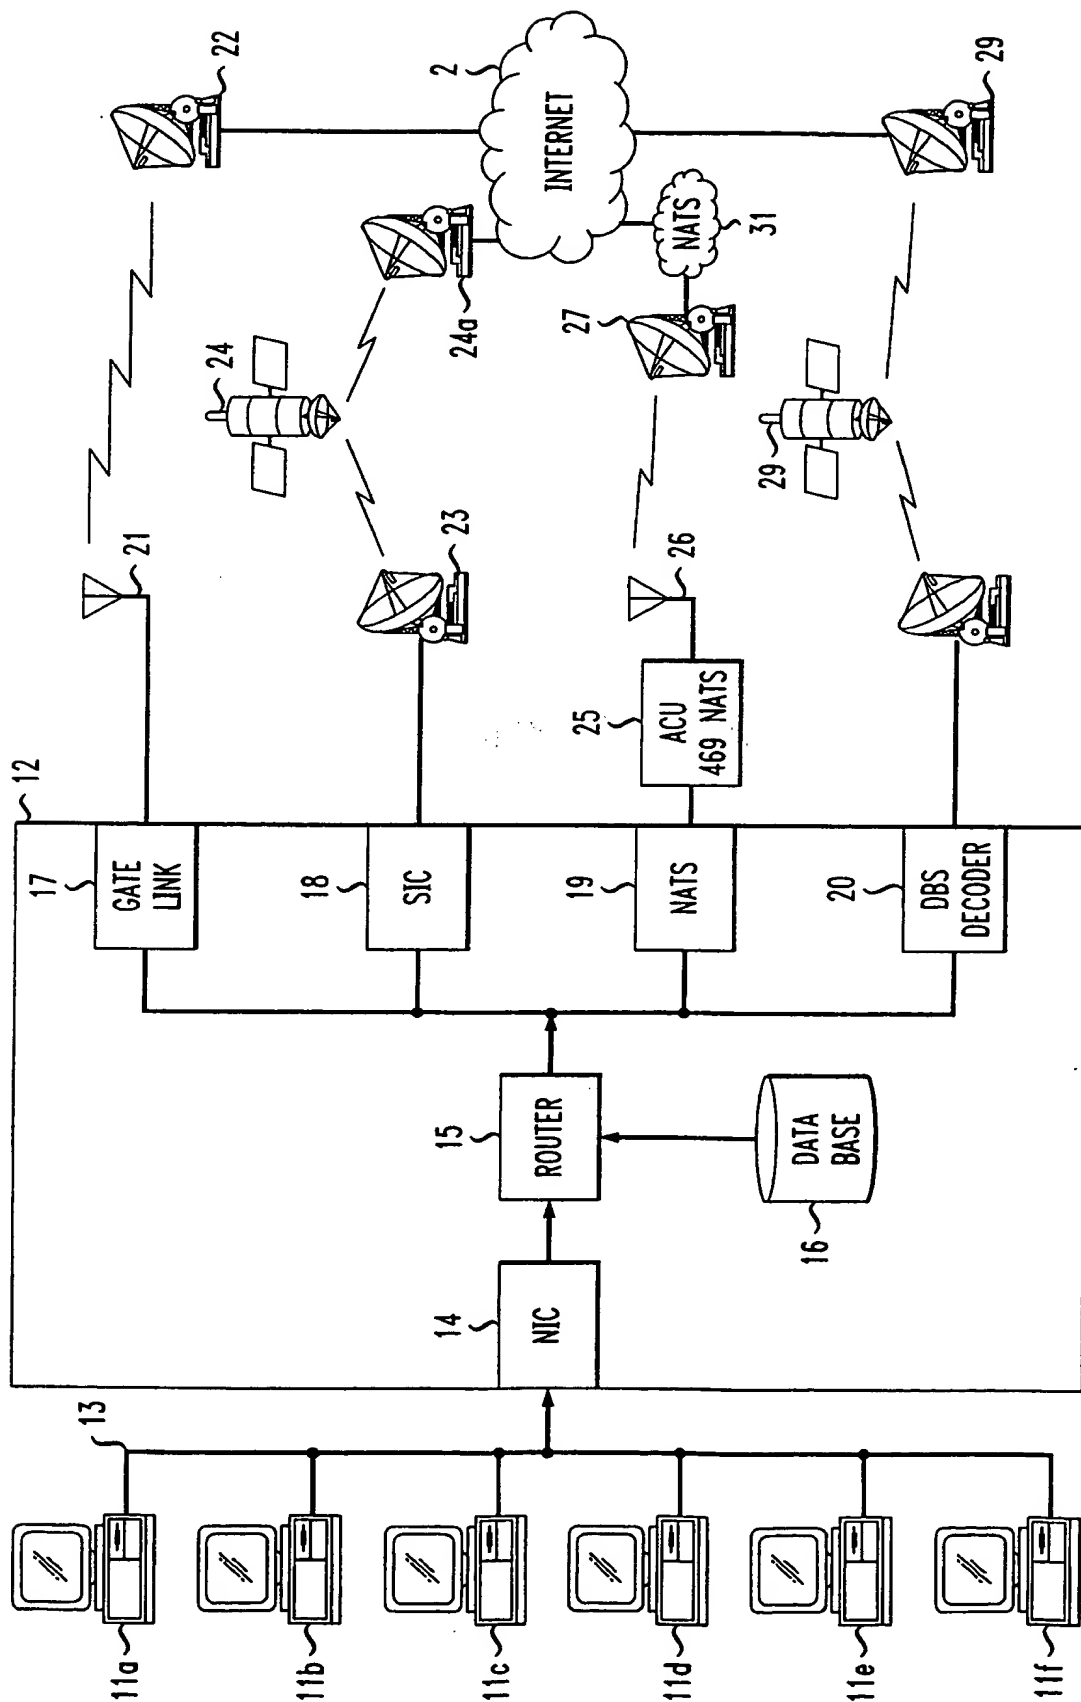 22
2
INTERNET
29
24
24a
NATS
31
27
29
21
23
26
25
ACU
469 NATS
12
17
GATE
LINK
18
SIC
19
NATS
20
DBS
DECODER
15
ROUTER
DATA
BASE
16
14
NIC
13
11a
11b
11c
11d
11e
11f